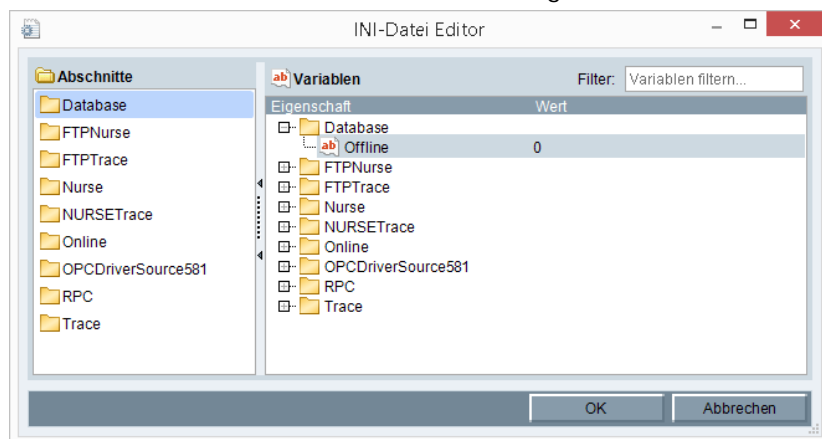 INI-Datei Editor
Abschnitte
Database
FTPNurse
FTPTrace
Nurse
NURSETrace
Online
OPCDriverSource581
RPC
Trace
Variablen
Filter: Variablen filtern...
Eigenschaft Wert
Database
Offline 0
FTPNurse
FTPTrace
Nurse
NURSETrace
Online
OPCDriverSource581
RPC
Trace
OK Abbrechen